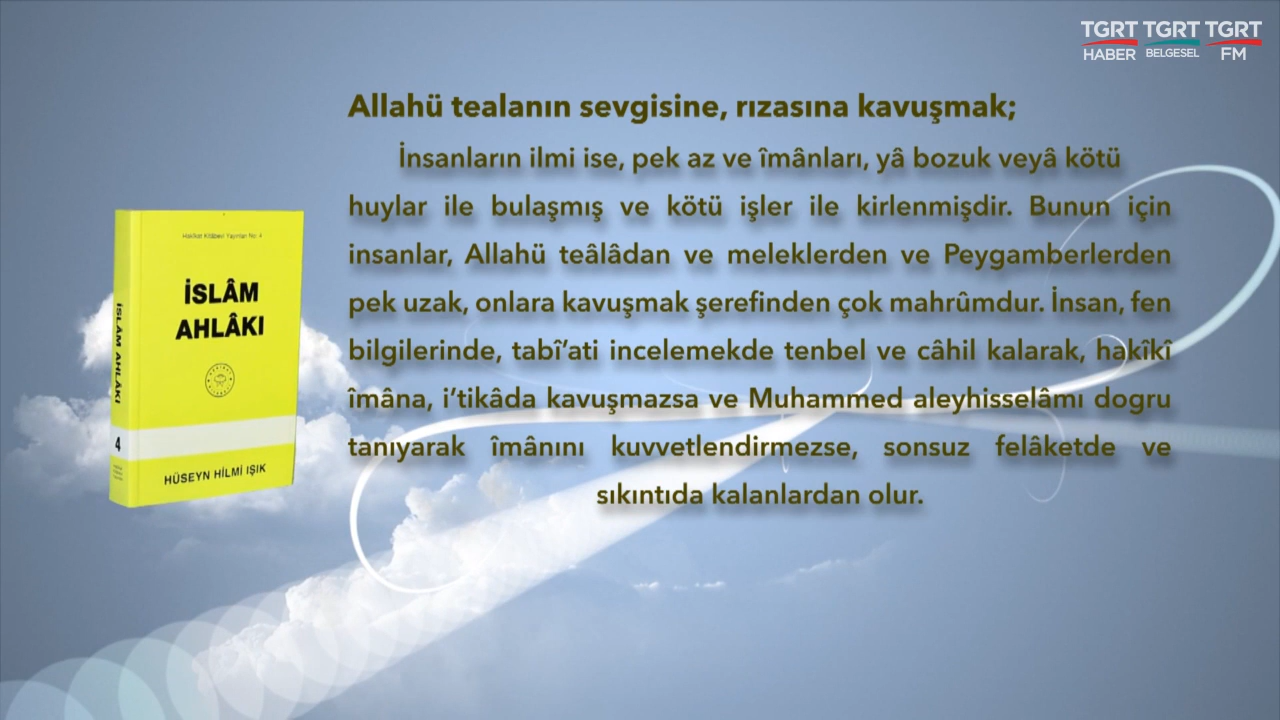 TGRT TGRT TGRT
HABER BELGESEL FM
Allahü tealanın sevgisine, rızasına kavuşmak;
İnsanların ilmi ise, pek az ve îmânları, yâ bozuk veyâ kötü
huylar ile bulaşmış ve kötü işler ile kirlenmişdir. Bunun için
insanlar, Allahü teâlâdan ve meleklerden ve Peygamberlerden
pek uzak, onlara kavuşmak şerefinden çok mahrûmdur. İnsan, fen
bilgilerinde, tabî’ati incelemekde tenbel ve câhil kalarak, hakîkî
îmâna, i’tikâda kavuşmazsa ve Muhammed aleyhisselâmı dogru
tanıyarak îmânını kuvvetlendirmezse, sonsuz felâketde ve
sıkıntıda kalanlardan olur.
Hakîkat Kitâbevi Yayınları No: 4
İSLÂM
AHLÂKI
HÜSEYN HİLMİ IŞIK
İSLÂM AHLÂKI
4